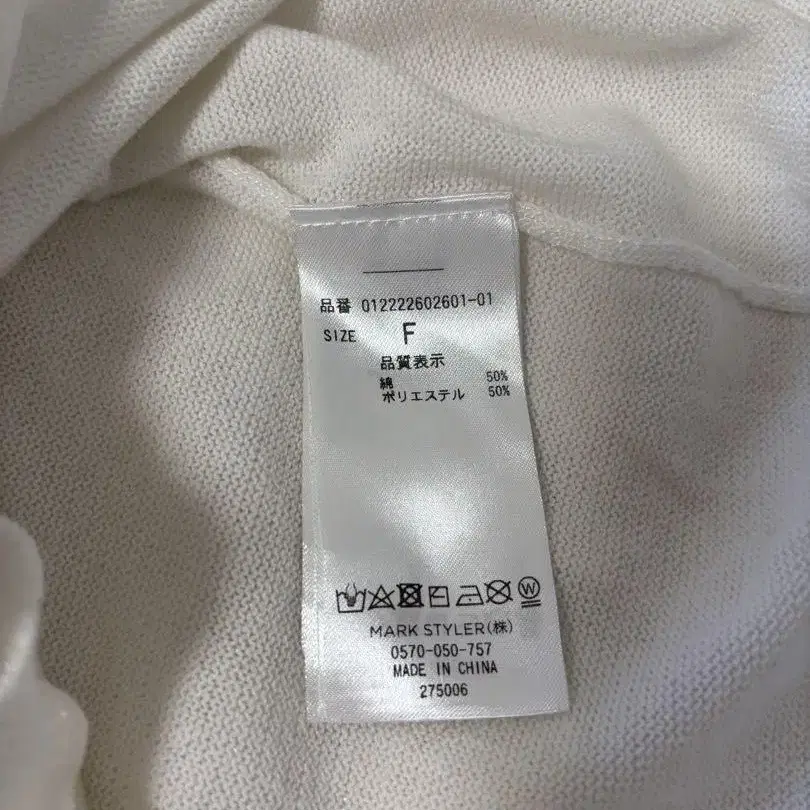 品番 012222602601-01
SIZE F
品質表示
綿 50%
ポリエステル 50%
W
MARK STYLER(株)
0570-050-757
MADE IN CHINA
275006